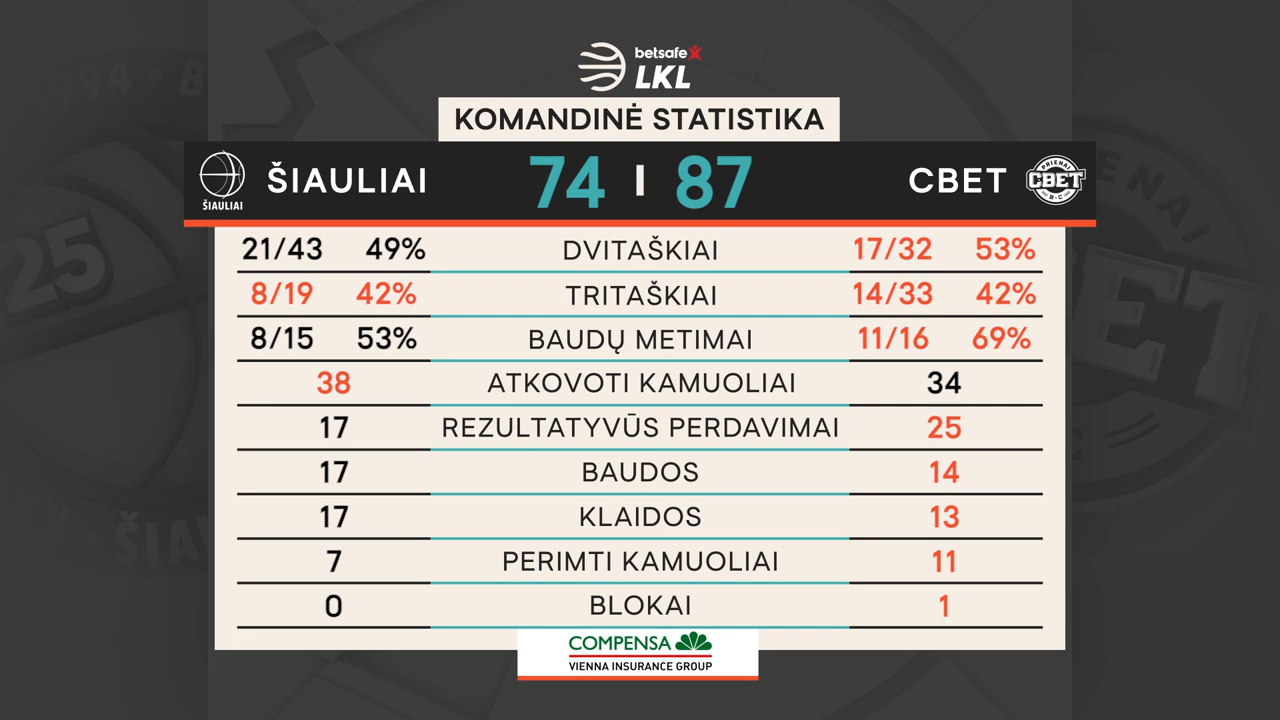 betsafe
LKL
KOMANDINĖ STATISTIKA
ŠIAULIAI 74 I 87 CBET
ŠIAULIAI
PRIENAI
CBET
B·C
21/43 49% DVITAŠKIAI 17/32 53%
8/19 42% TRITAŠKIAI 14/33 42%
8/15 53% BAUDŲ METIMAI 11/16 69%
38 ATKOVOTI KAMUOLIAI 34
17 REZULTATYVŪS PERDAVIMAI 25
17 BAUDOS 14
17 KLAIDOS 13
7 PERIMTI KAMUOLIAI 11
0 BLOKAI 1
COMPENSA
VIENNA INSURANCE GROUP